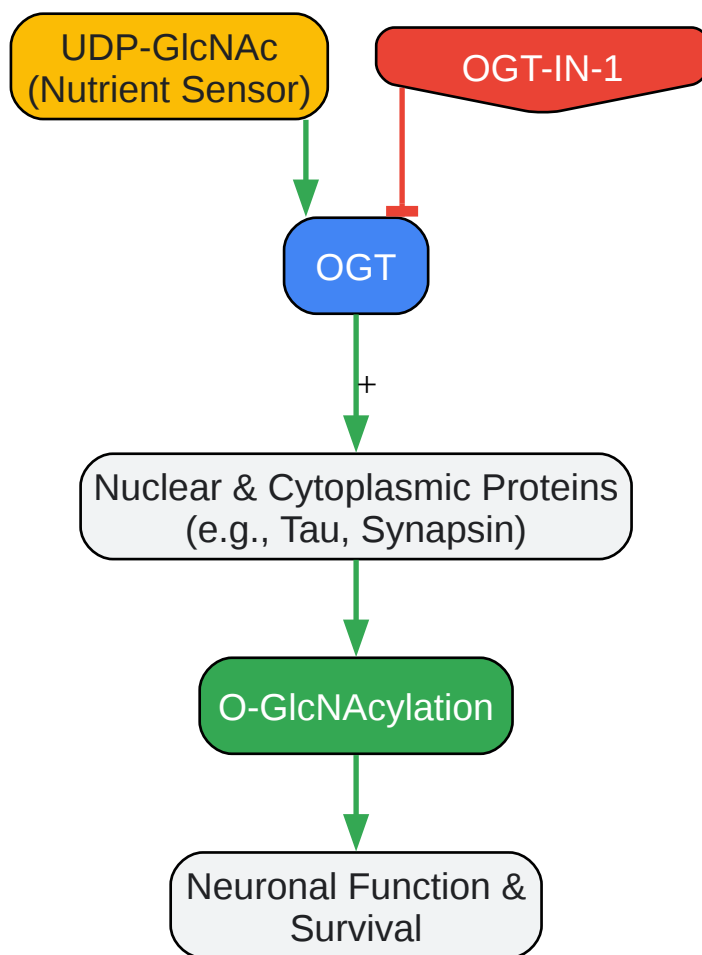 UDP-GlcNAc
(Nutrient Sensor)
OGT-IN-1
OGT
+
Nuclear & Cytoplasmic Proteins
(e.g., Tau, Synapsin)
O-GlcNAcylation
Neuronal Function &
Survival